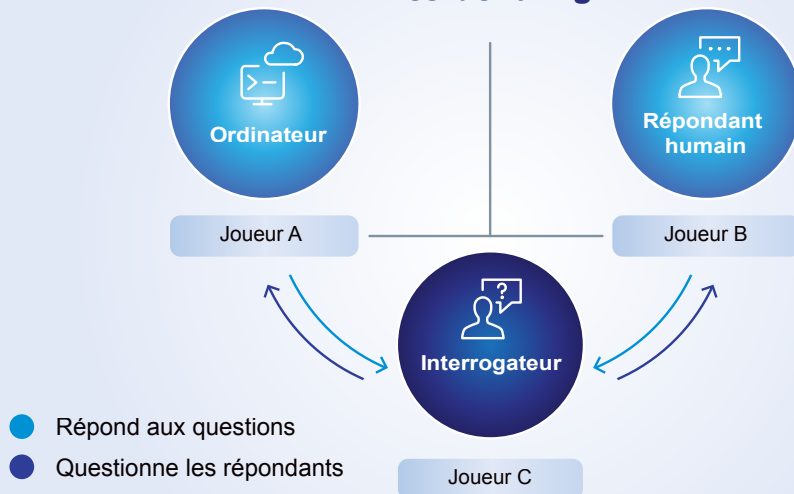 Ordinateur
Répondant
humain
Joueur A
Joueur B
Interrogateur
Répond aux questions
Questionne les répondants
Joueur C